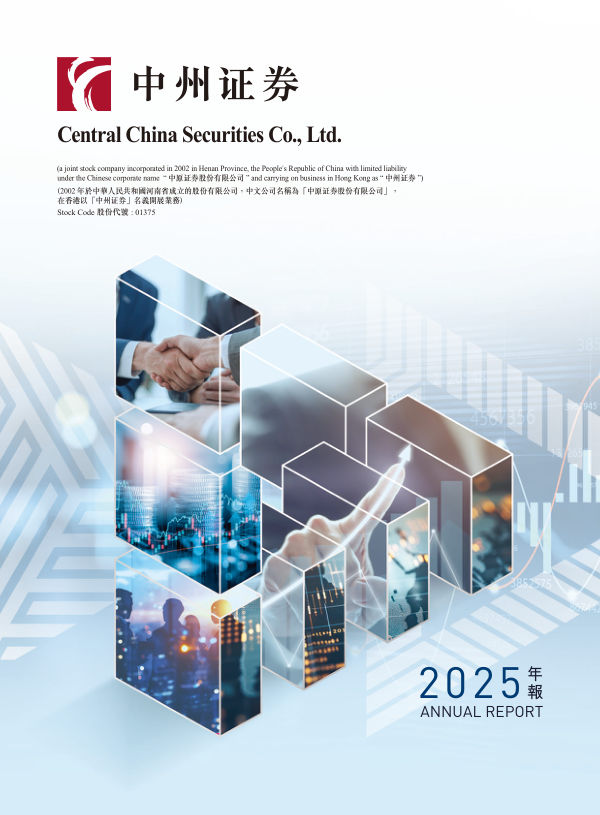 中州证券
Central China Securities Co., Ltd.
(a joint stock company incorporated in 2002 in Henan Province, the People's Republic of China with limited liability
under the Chinese corporate name “中原证券股份有限公司” and carrying on business in Hong Kong as “中州证券”)
(2002年於中華人民共和國河南省成立的股份有限公司，中文公司名稱為「中原证券股份有限公司」，
在香港以「中州证券」名義開展業務)
Stock Code 股份代號 : 01375
4567356
3852575
2025 年報
ANNUAL REPORT